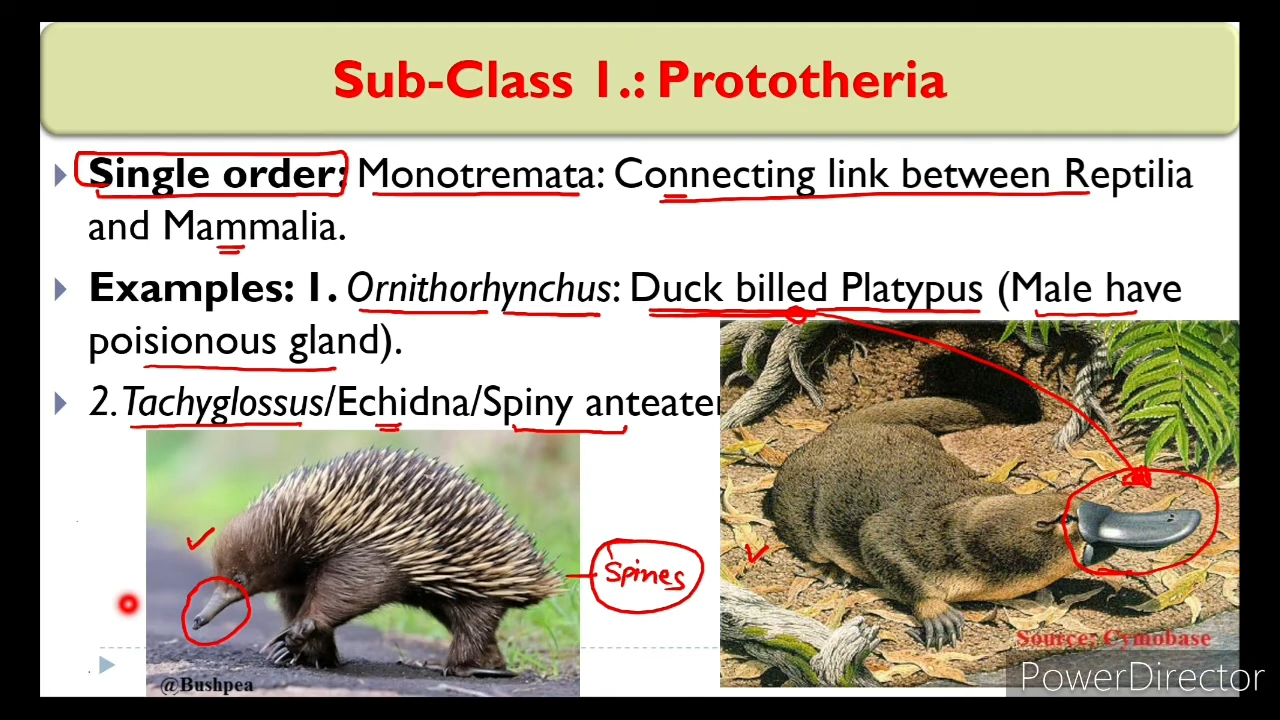 Sub-Class 1.: Prototheria
Single order: Monotremata: Connecting link between Reptilia
and Mammalia.
Examples: 1. Ornithorhynchus: Duck billed Platypus (Male have
poisionous gland).
2. Tachyglossus/Echidna/Spiny anteater
Spines
Source: Cymobase
@Bushpea
PowerDirector